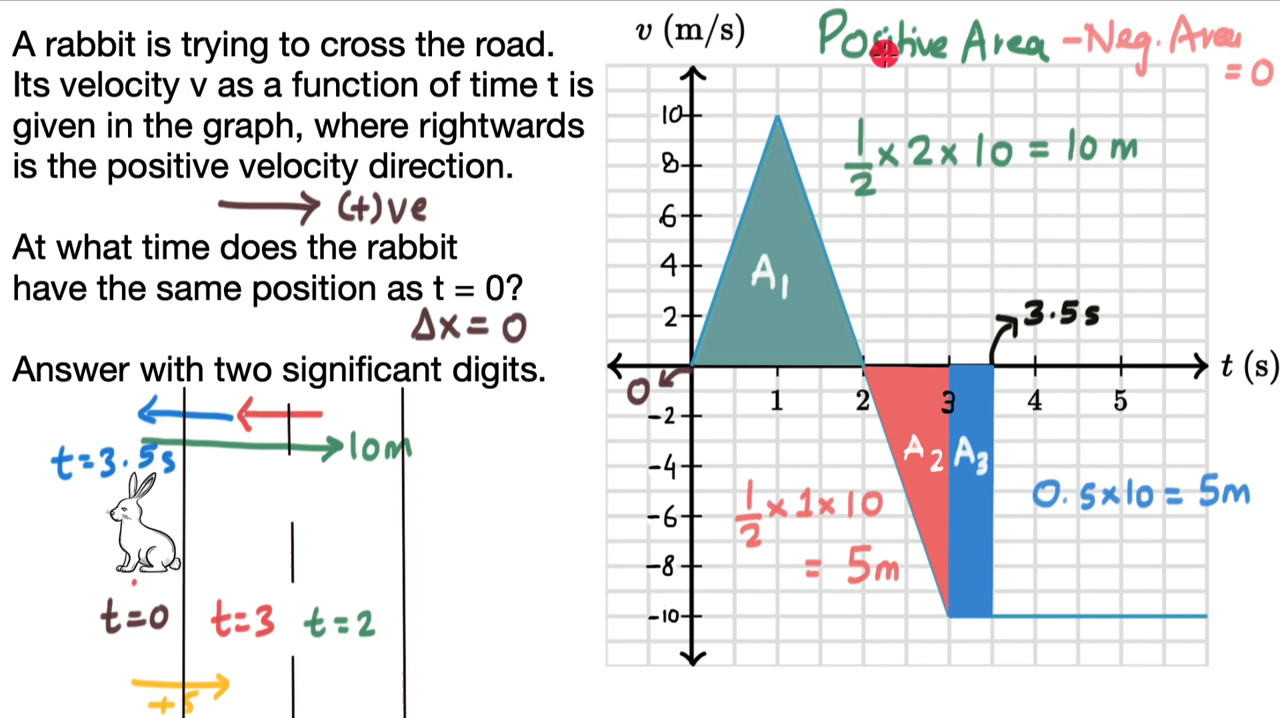 A rabbit is trying to cross the road.
Its velocity v as a function of time t is
given in the graph, where rightwards
is the positive velocity direction.
→ (+)ve
At what time does the rabbit
have the same position as t = 0?
Δx = 0
Answer with two significant digits.
10m
t=3.5s
t=0
t=3
t=2
+5
v (m/s)
Positive Area - Neg. Area
= 0
10
8
6
4
2
-2
-4
-6
-8
-10
1/2 × 2 × 10 = 10 m
A1
3.5s
t (s)
0
1
2
3
4
5
A2
A3
1/2 × 1 × 10
= 5m
0.5×10 = 5m